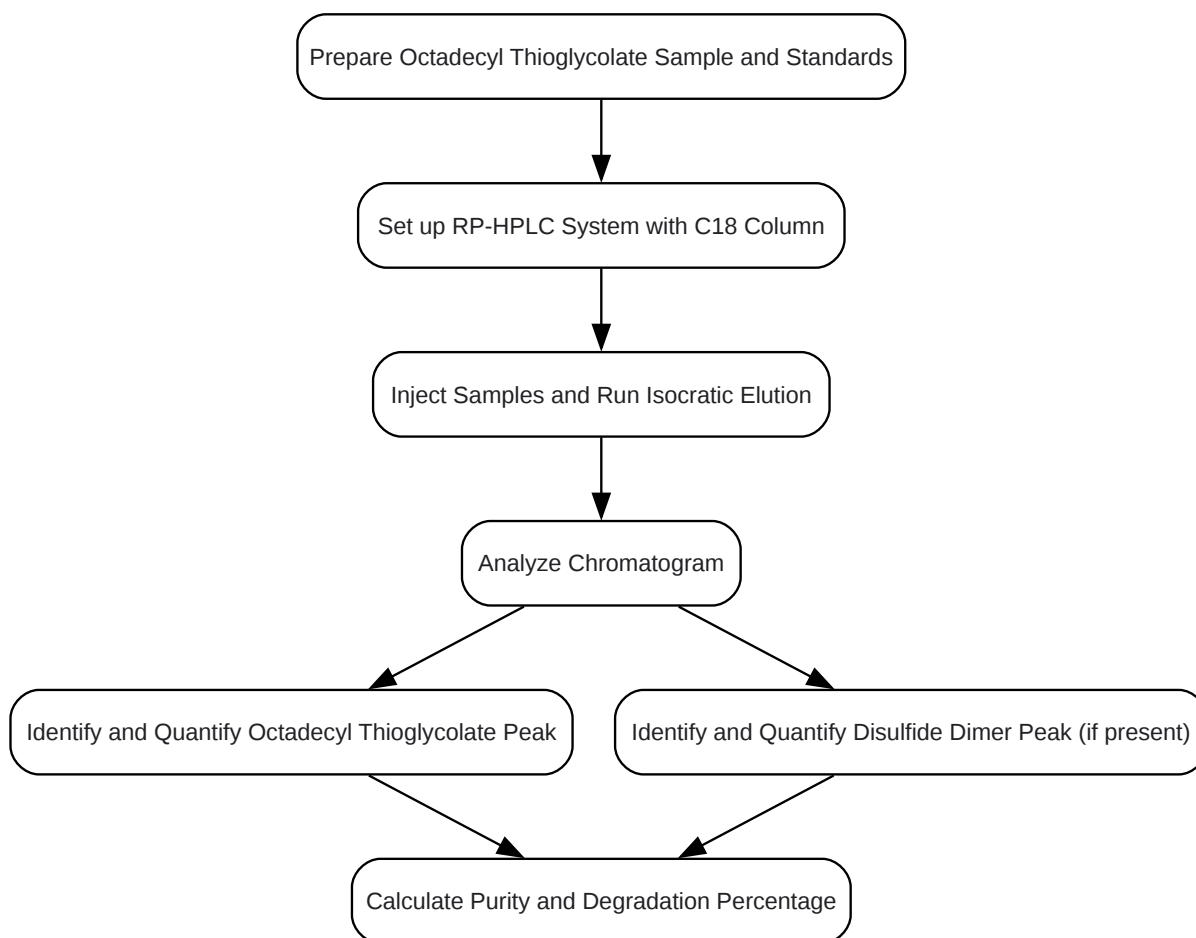 Prepare Octadecyl Thioglycolate Sample and Standards
Set up RP-HPLC System with C18 Column
Inject Samples and Run Isocratic Elution
Analyze Chromatogram
Identify and Quantify Octadecyl Thioglycolate Peak
Identify and Quantify Disulfide Dimer Peak (if present)
Calculate Purity and Degradation Percentage